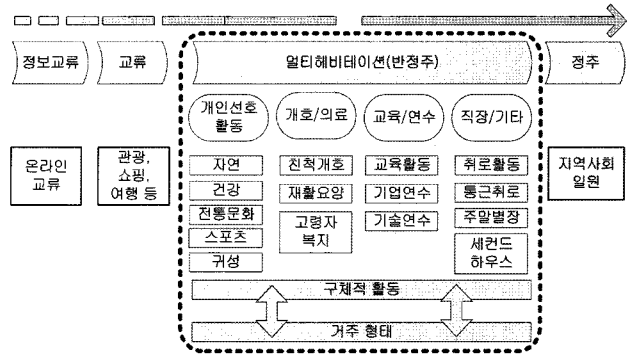 정보교류
교류
멀티헤비테이션(반정주)
정주
개인선호
활동
개호/의료
교육/연수
직장/기타
온라인
교류
관광,
쇼핑,
여행 등
자연
건강
전통문화
스포츠
귀성
친척개호
재활요양
고령자
복지
교육활동
기업연수
기술연수
취로활동
통근취로
주말별장
세컨드
하우스
지역사회
일원
구체적 활동
거주 형태